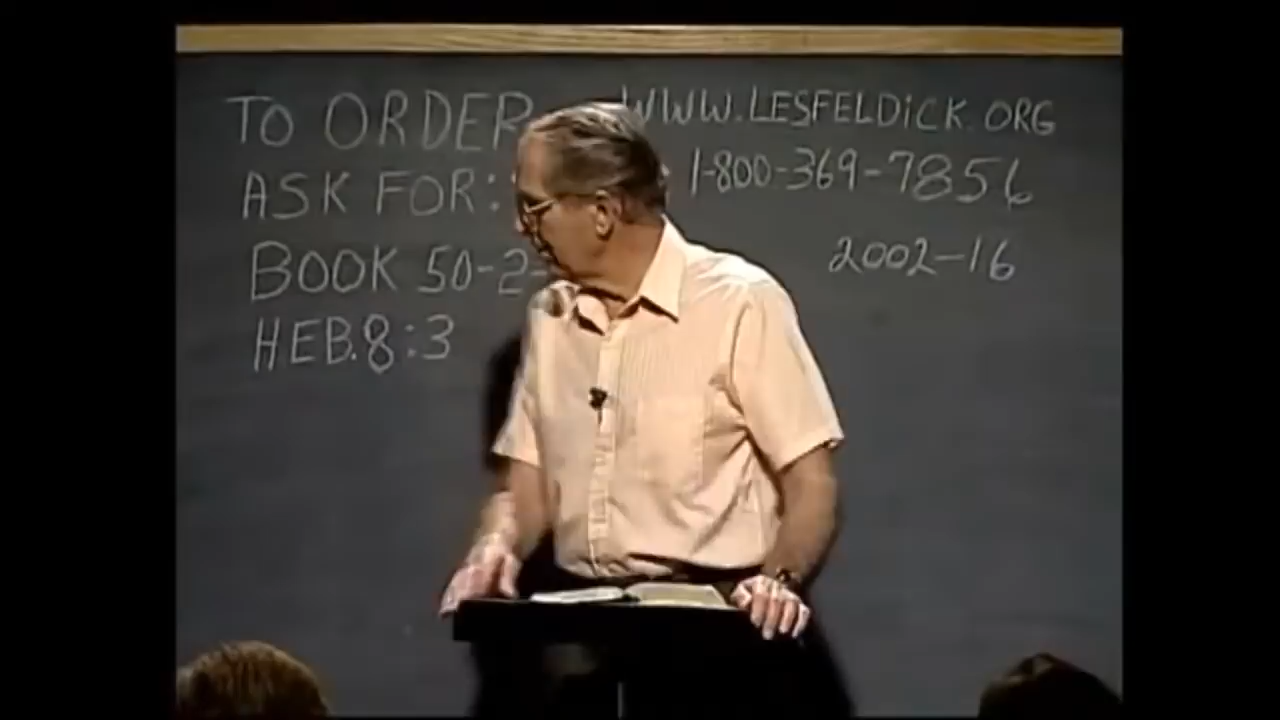 TO ORDER WWW.LESFELDICK.ORG
ASK FOR: 1-800-369-7856
BOOK 50-2- 2002-16
HEB.8:3